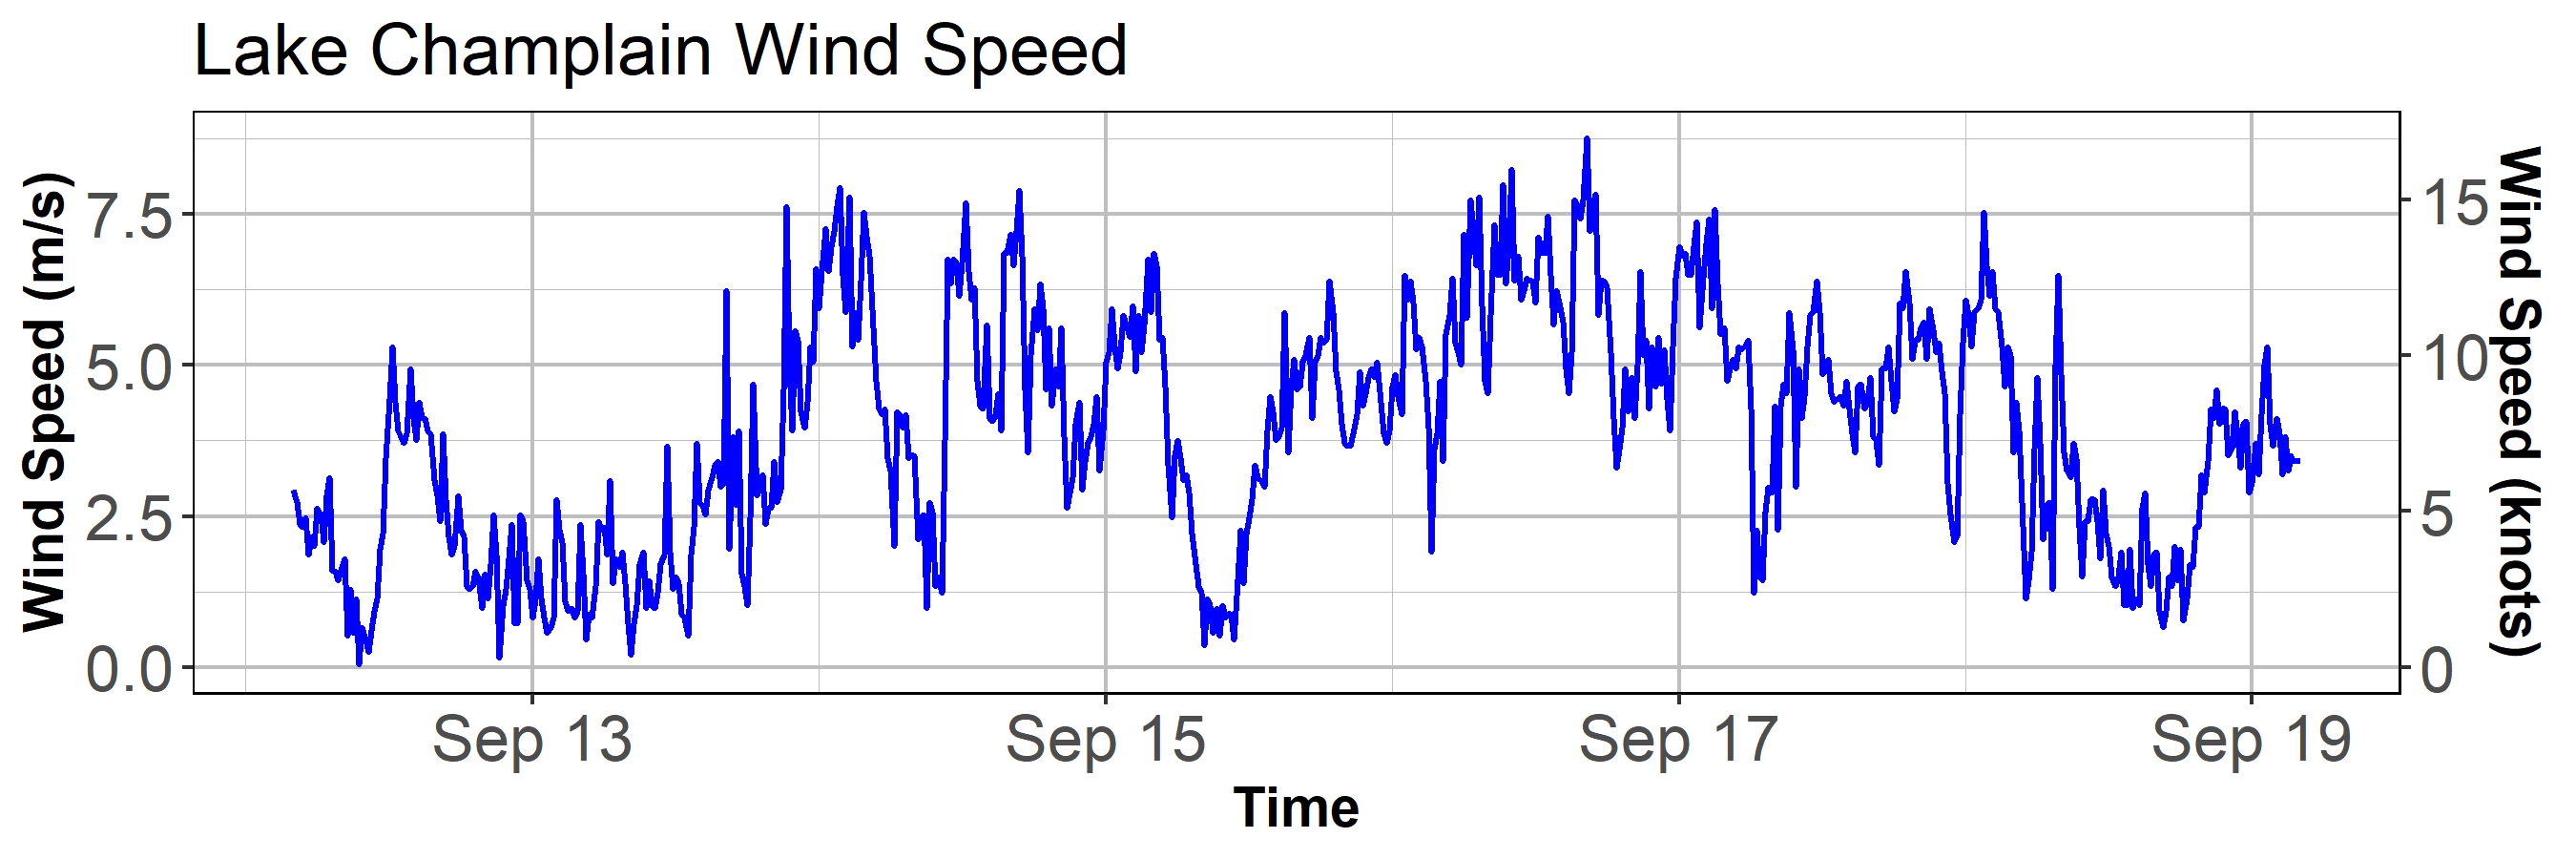 Lake Champlain Wind Speed
Wind Speed (m/s)
7.5
5.0
2.5
0.0
15
10
5
0
Wind Speed (knots)
Sep 13
Sep 15
Sep 17
Sep 19
Time